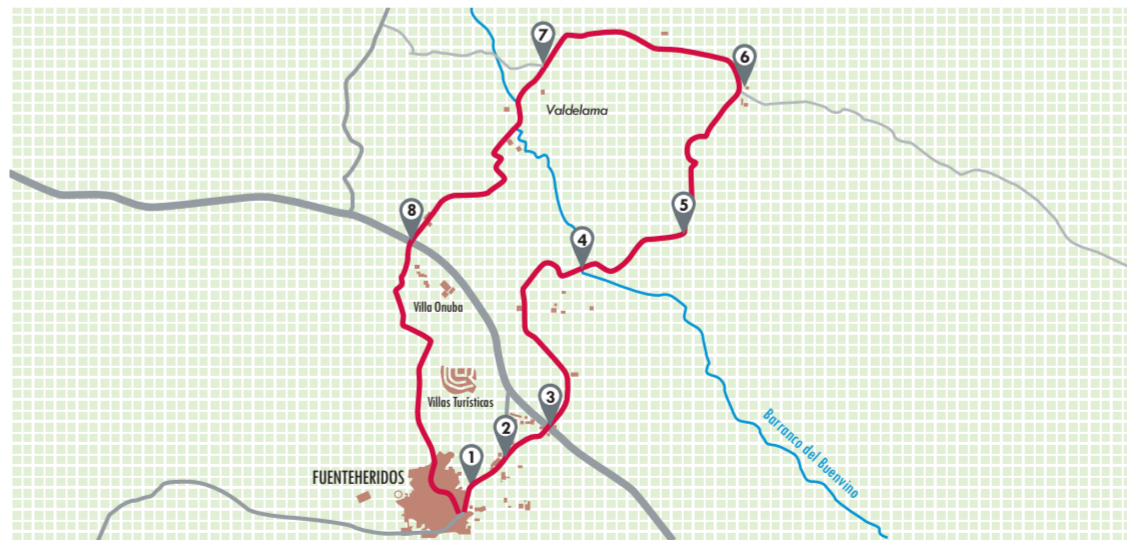 7
6
Valdelama
8
5
4
Villa Onuba
Villas Turísticas
3
2
1
FUENTEHERIDOS
Barranco del Buenvino